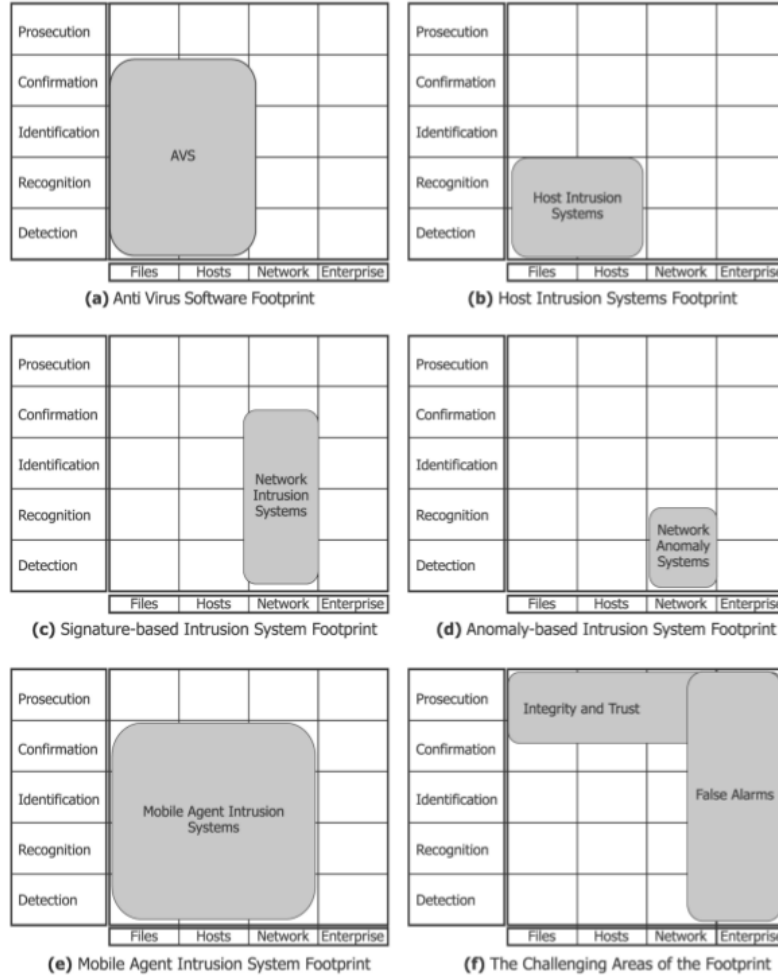 Prosecution
Confirmation
Identification
Recognition
Detection
AVS
Files Hosts Network Enterprise
(a) Anti Virus Software Footprint
Prosecution
Confirmation
Identification
Recognition
Detection
Host Intrusion
Systems
Files Hosts Network Enterprise
(b) Host Intrusion Systems Footprint
Prosecution
Confirmation
Identification
Recognition
Detection
Network
Intrusion
Systems
Files Hosts Network Enterprise
(c) Signature-based Intrusion System Footprint
Prosecution
Confirmation
Identification
Recognition
Detection
Network
Anomaly
Systems
Files Hosts Network Enterprise
(d) Anomaly-based Intrusion System Footprint
Prosecution
Confirmation
Identification
Recognition
Detection
Mobile Agent Intrusion
Systems
Files Hosts Network Enterprise
(e) Mobile Agent Intrusion System Footprint
Prosecution
Confirmation
Identification
Recognition
Detection
Integrity and Trust
False Alarms
Files Hosts Network Enterprise
(f) The Challenging Areas of the Footprint